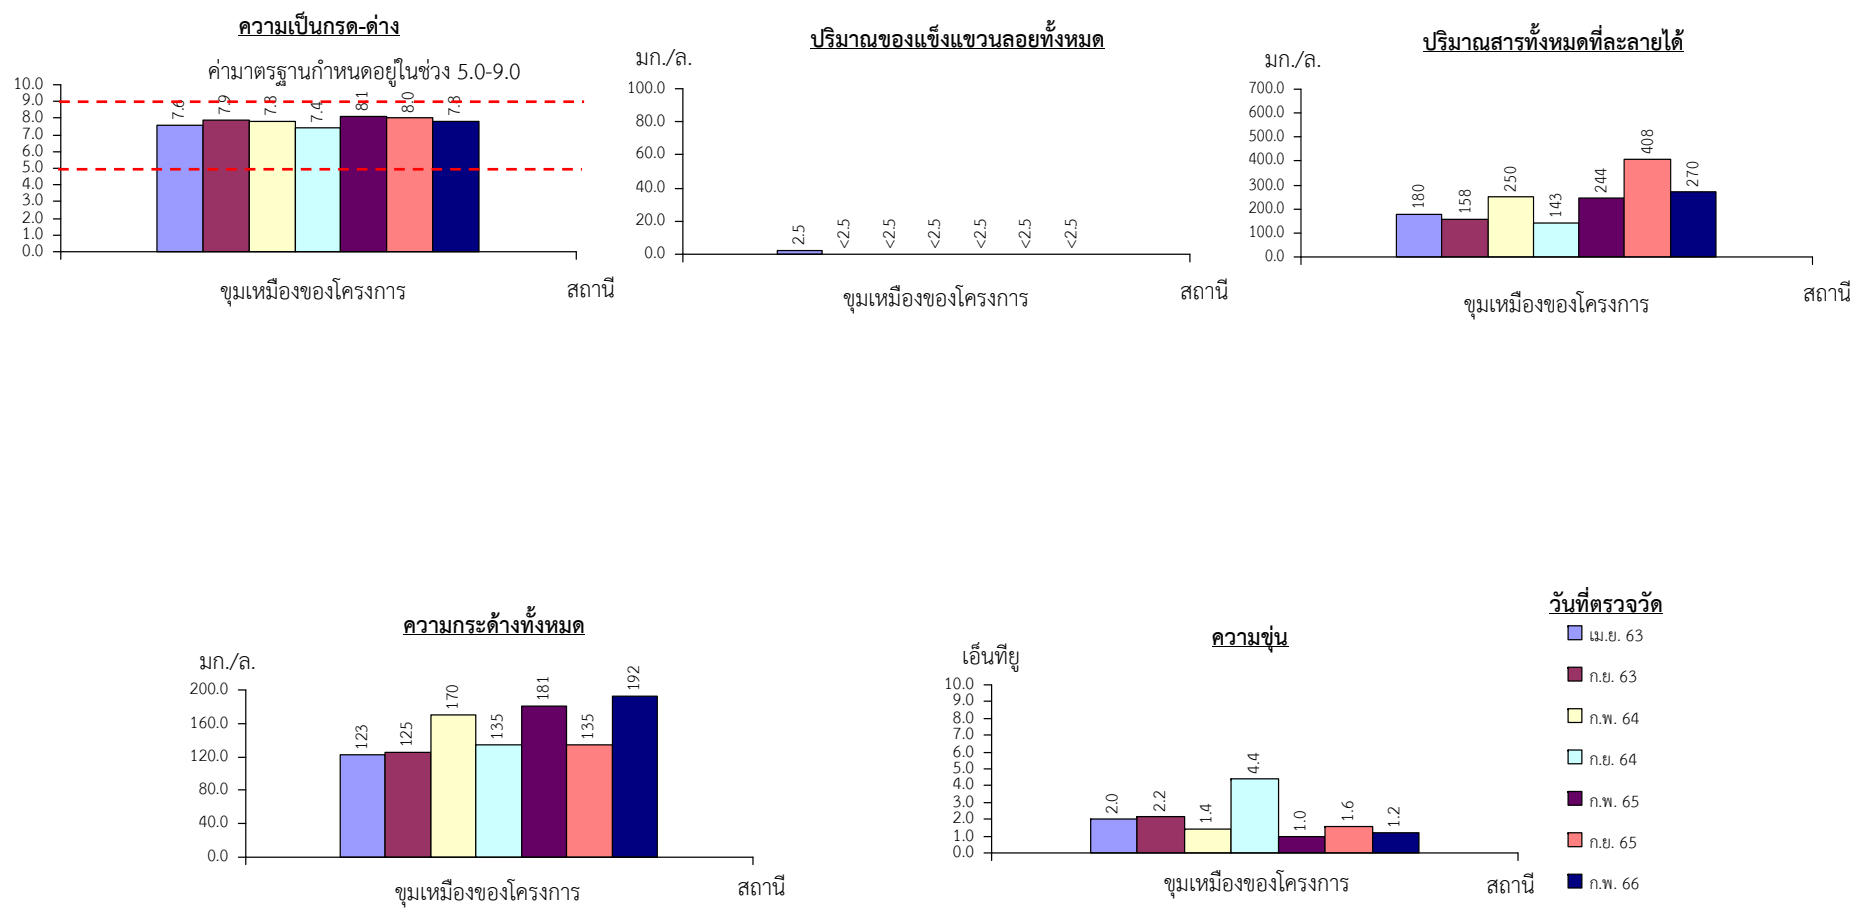 ความเป็นกรด-ด่าง
ค่ามาตรฐานกำหนดอยู่ในช่วง 5.0-9.0
10.0
9.0
8.0
7.0
6.0
5.0
4.0
3.0
2.0
1.0
0.0
7.6
7.9
7.8
7.4
8.1
8.0
7.8
ขุมเหมืองของโครงการ
สถานี
ปริมาณของแข็งแขวนลอยทั้งหมด
มก./ล.
100.0
80.0
60.0
40.0
20.0
0.0
2.5
<2.5
<2.5
<2.5
<2.5
<2.5
<2.5
ขุมเหมืองของโครงการ
สถานี
ปริมาณสารทั้งหมดที่ละลายได้
มก./ล.
700.0
600.0
500.0
400.0
300.0
200.0
100.0
0.0
180
158
250
143
244
408
270
ขุมเหมืองของโครงการ
สถานี
ความกระด้างทั้งหมด
มก./ล.
200.0
160.0
120.0
80.0
40.0
0.0
123
125
170
135
181
135
192
ขุมเหมืองของโครงการ
สถานี
ความขุ่น
เอ็นทียู
10.0
9.0
8.0
7.0
6.0
5.0
4.0
3.0
2.0
1.0
0.0
2.0
2.2
1.4
4.4
1.0
1.6
1.2
ขุมเหมืองของโครงการ
สถานี
วันที่ตรวจวัด
เม.ย. 63
ก.ย. 63
ก.พ. 64
ก.ย. 64
ก.พ. 65
ก.ย. 65
ก.พ. 66